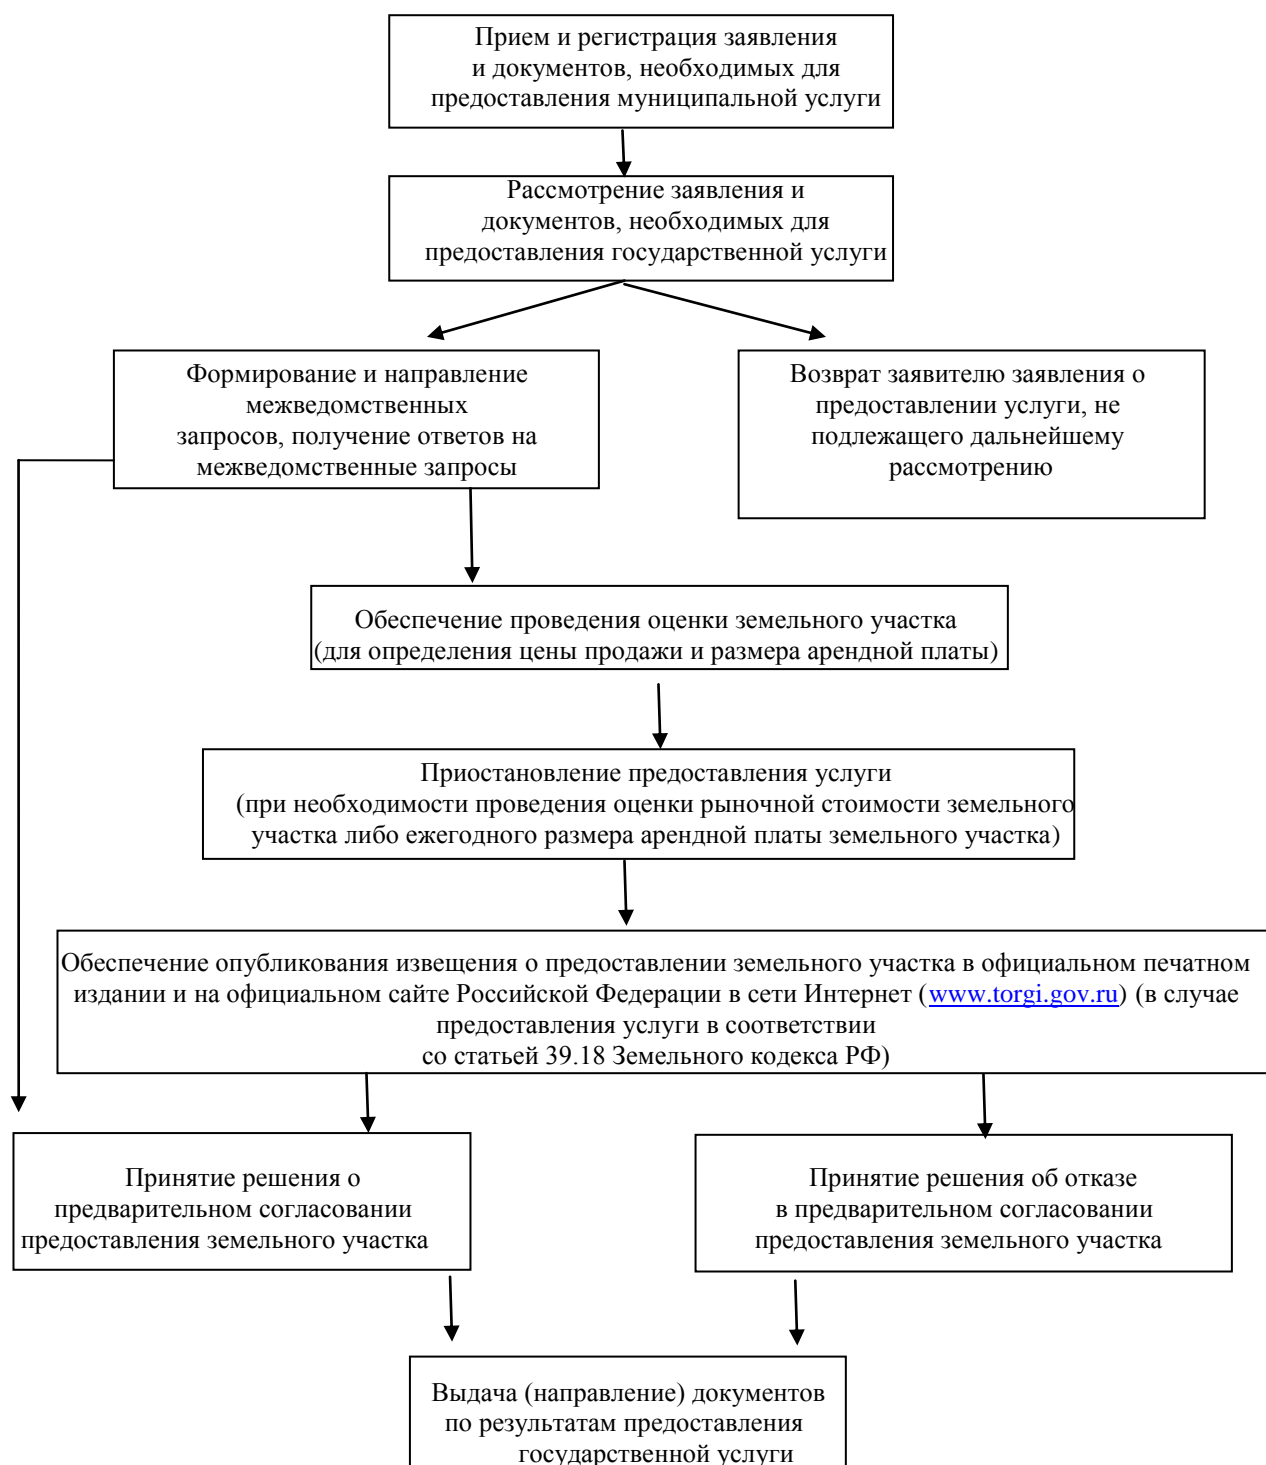 Прием и регистрация заявления
и документов, необходимых для
предоставления муниципальной услуги
Рассмотрение заявления и
документов, необходимых для
предоставления государственной услуги
Формирование и направление
межведомственных
запросов, получение ответов на
межведомственные запросы
Возврат заявителю заявления о
предоставлении услуги, не
подлежащего дальнейшему
рассмотрению
Обеспечение проведения оценки земельного участка
(для определения цены продажи и размера арендной платы)
Приостановление предоставления услуги
(при необходимости проведения оценки рыночной стоимости земельного
участка либо ежегодного размера арендной платы земельного участка)
Обеспечение опубликования извещения о предоставлении земельного участка в официальном печатном
издании и на официальном сайте Российской Федерации в сети Интернет (www.torgi.gov.ru) (в случае
предоставления услуги в соответствии
со статьей 39.18 Земельного кодекса РФ)
Принятие решения о
предварительном согласовании
предоставления земельного участка
Принятие решения об отказе
в предварительном согласовании
предоставления земельного участка
Выдача (направление) документов
по результатам предоставления
государственной услуги